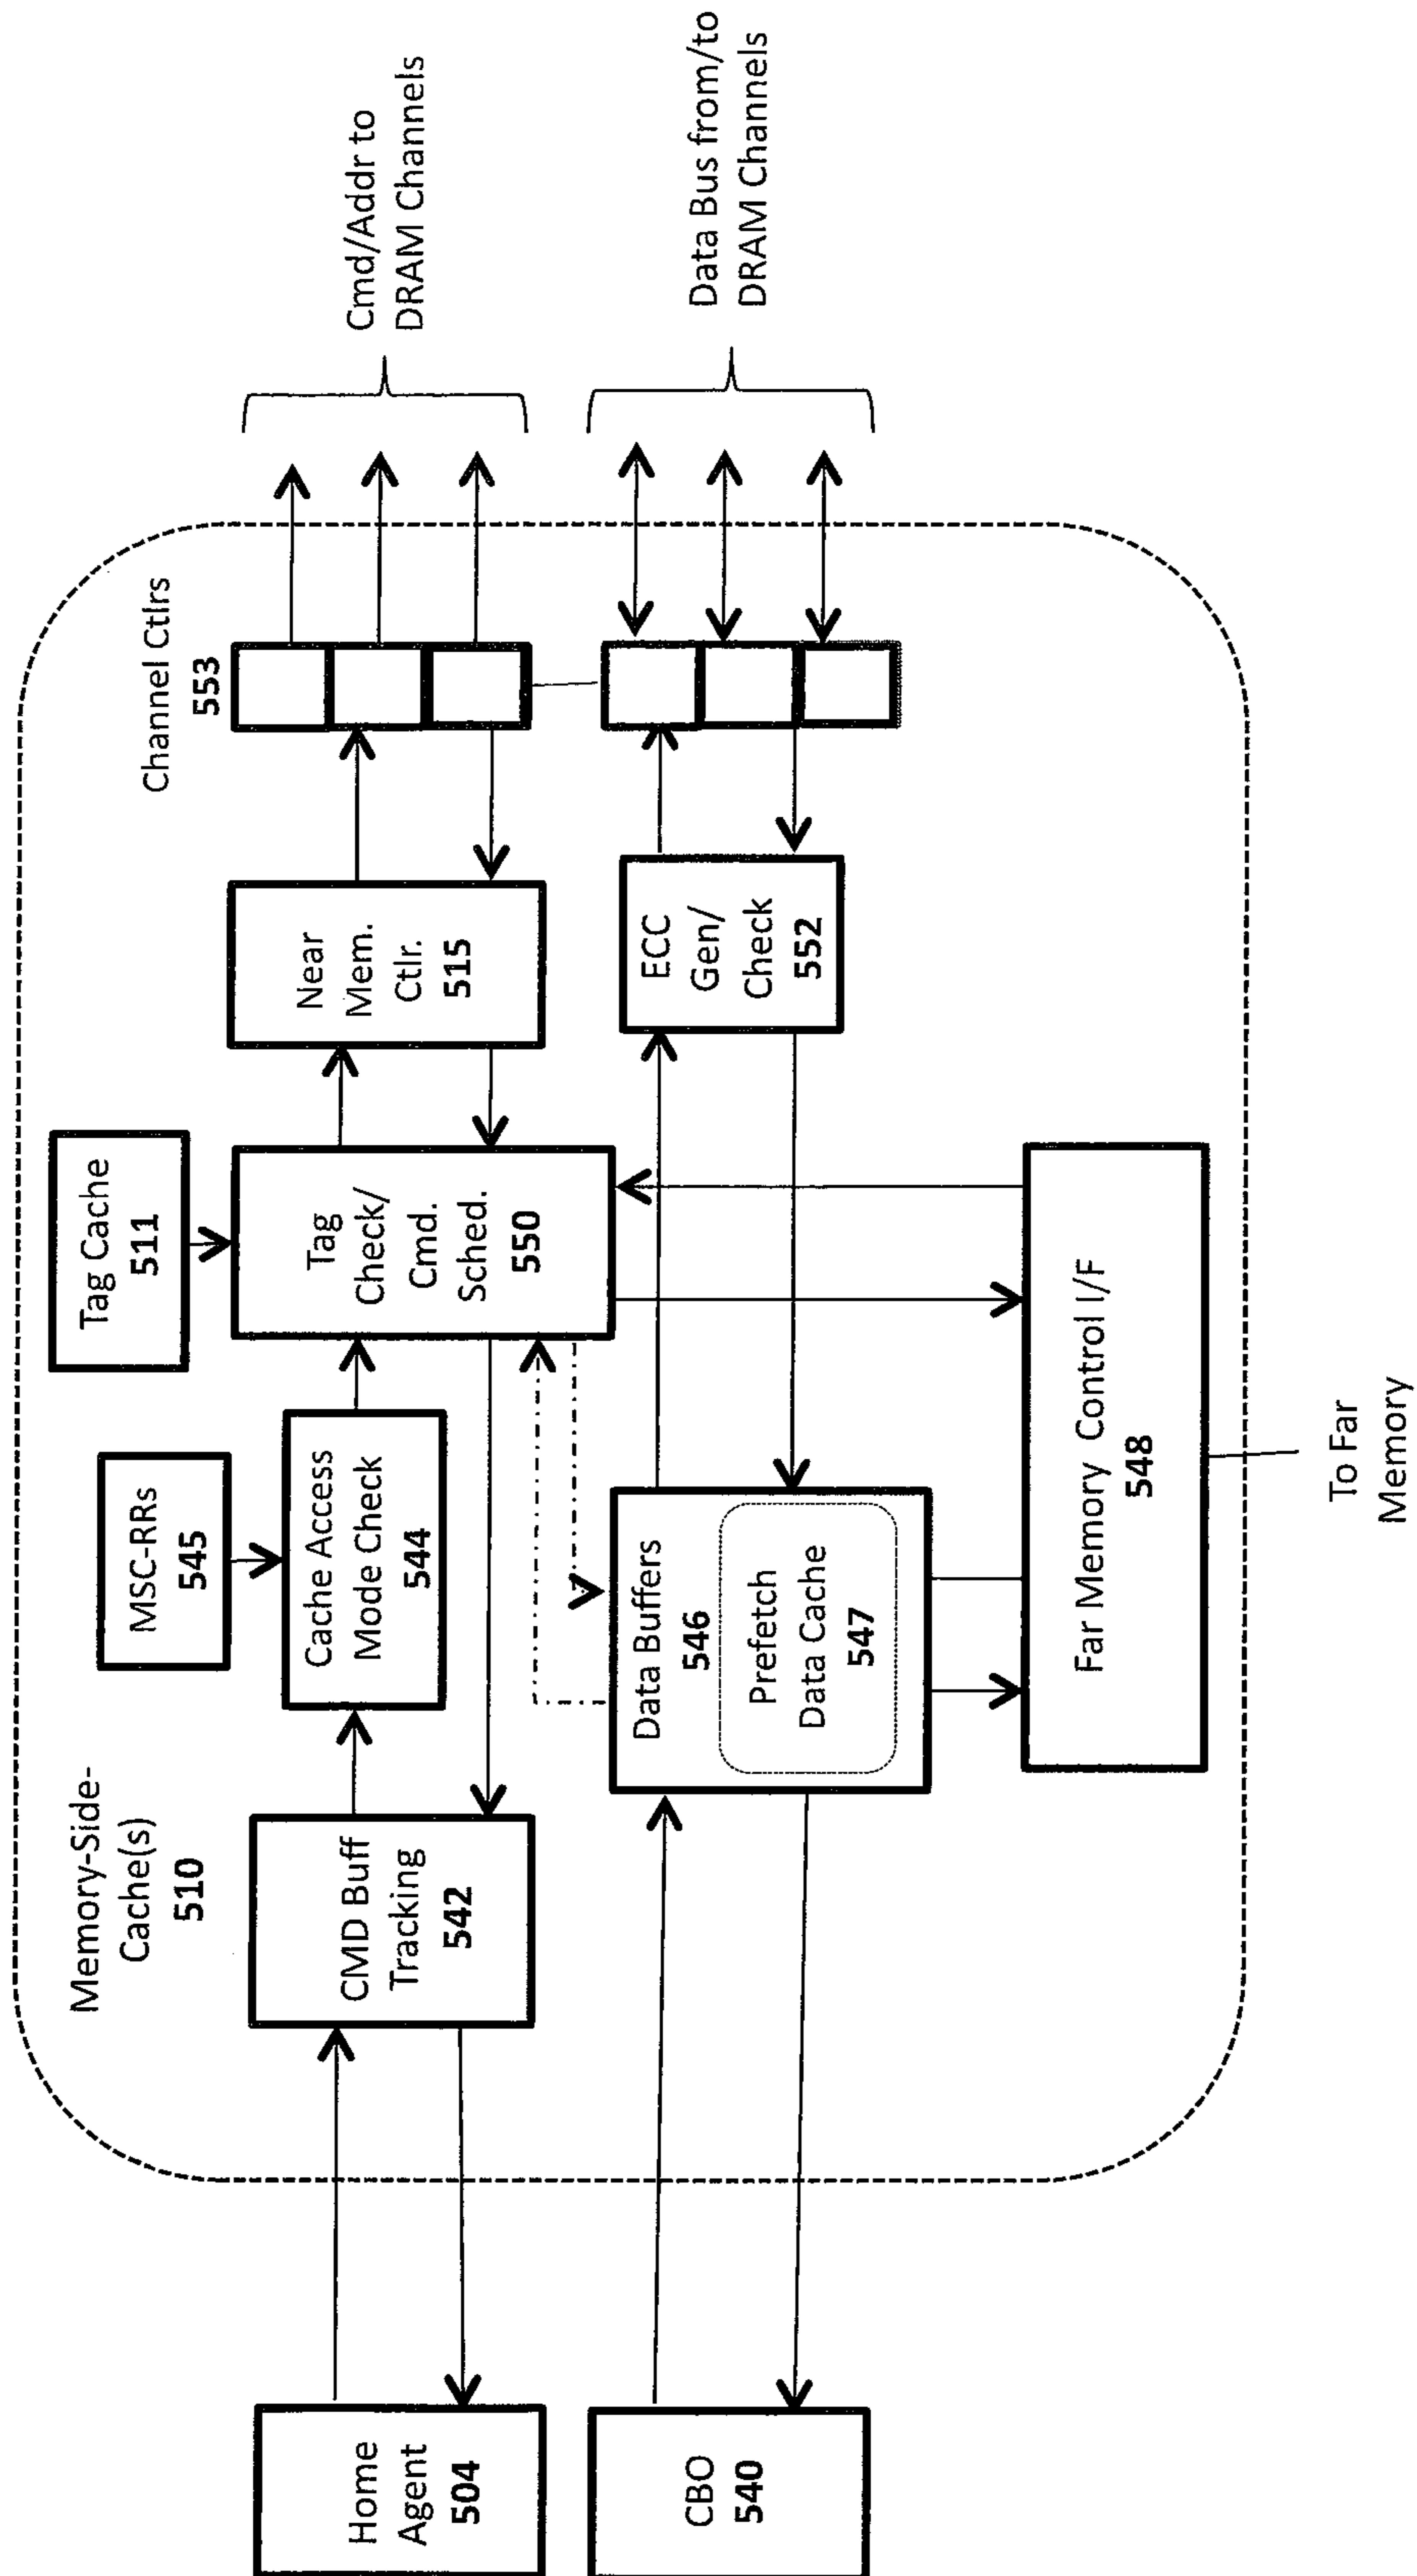 Memory-Side-
Cache(s)
510
MSC-RRs
545
Tag Cache
511
Channel Ctlrs
553
Home
Agent
504
CMD Buff
Tracking
542
Cache Access
Mode Check
544
Tag
Check/
Cmd.
Sched.
550
Near
Mem.
Ctlr.
515
Cmd/Addr to
DRAM Channels
CBO
540
Data Buffers
546
Prefetch
Data Cache
547
ECC
Gen/
Check
552
Data Bus from/to
DRAM Channels
Far Memory Control I/F
548
To Far
Memory